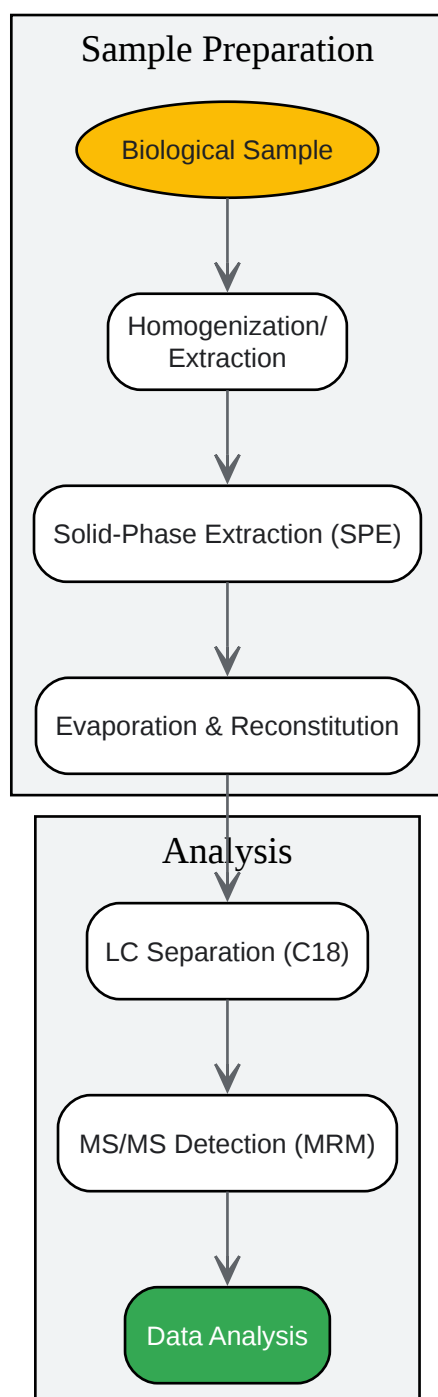 Sample Preparation
Biological Sample
Homogenization/
Extraction
Solid-Phase Extraction (SPE)
Evaporation & Reconstitution
Analysis
LC Separation (C18)
MS/MS Detection (MRM)
Data Analysis